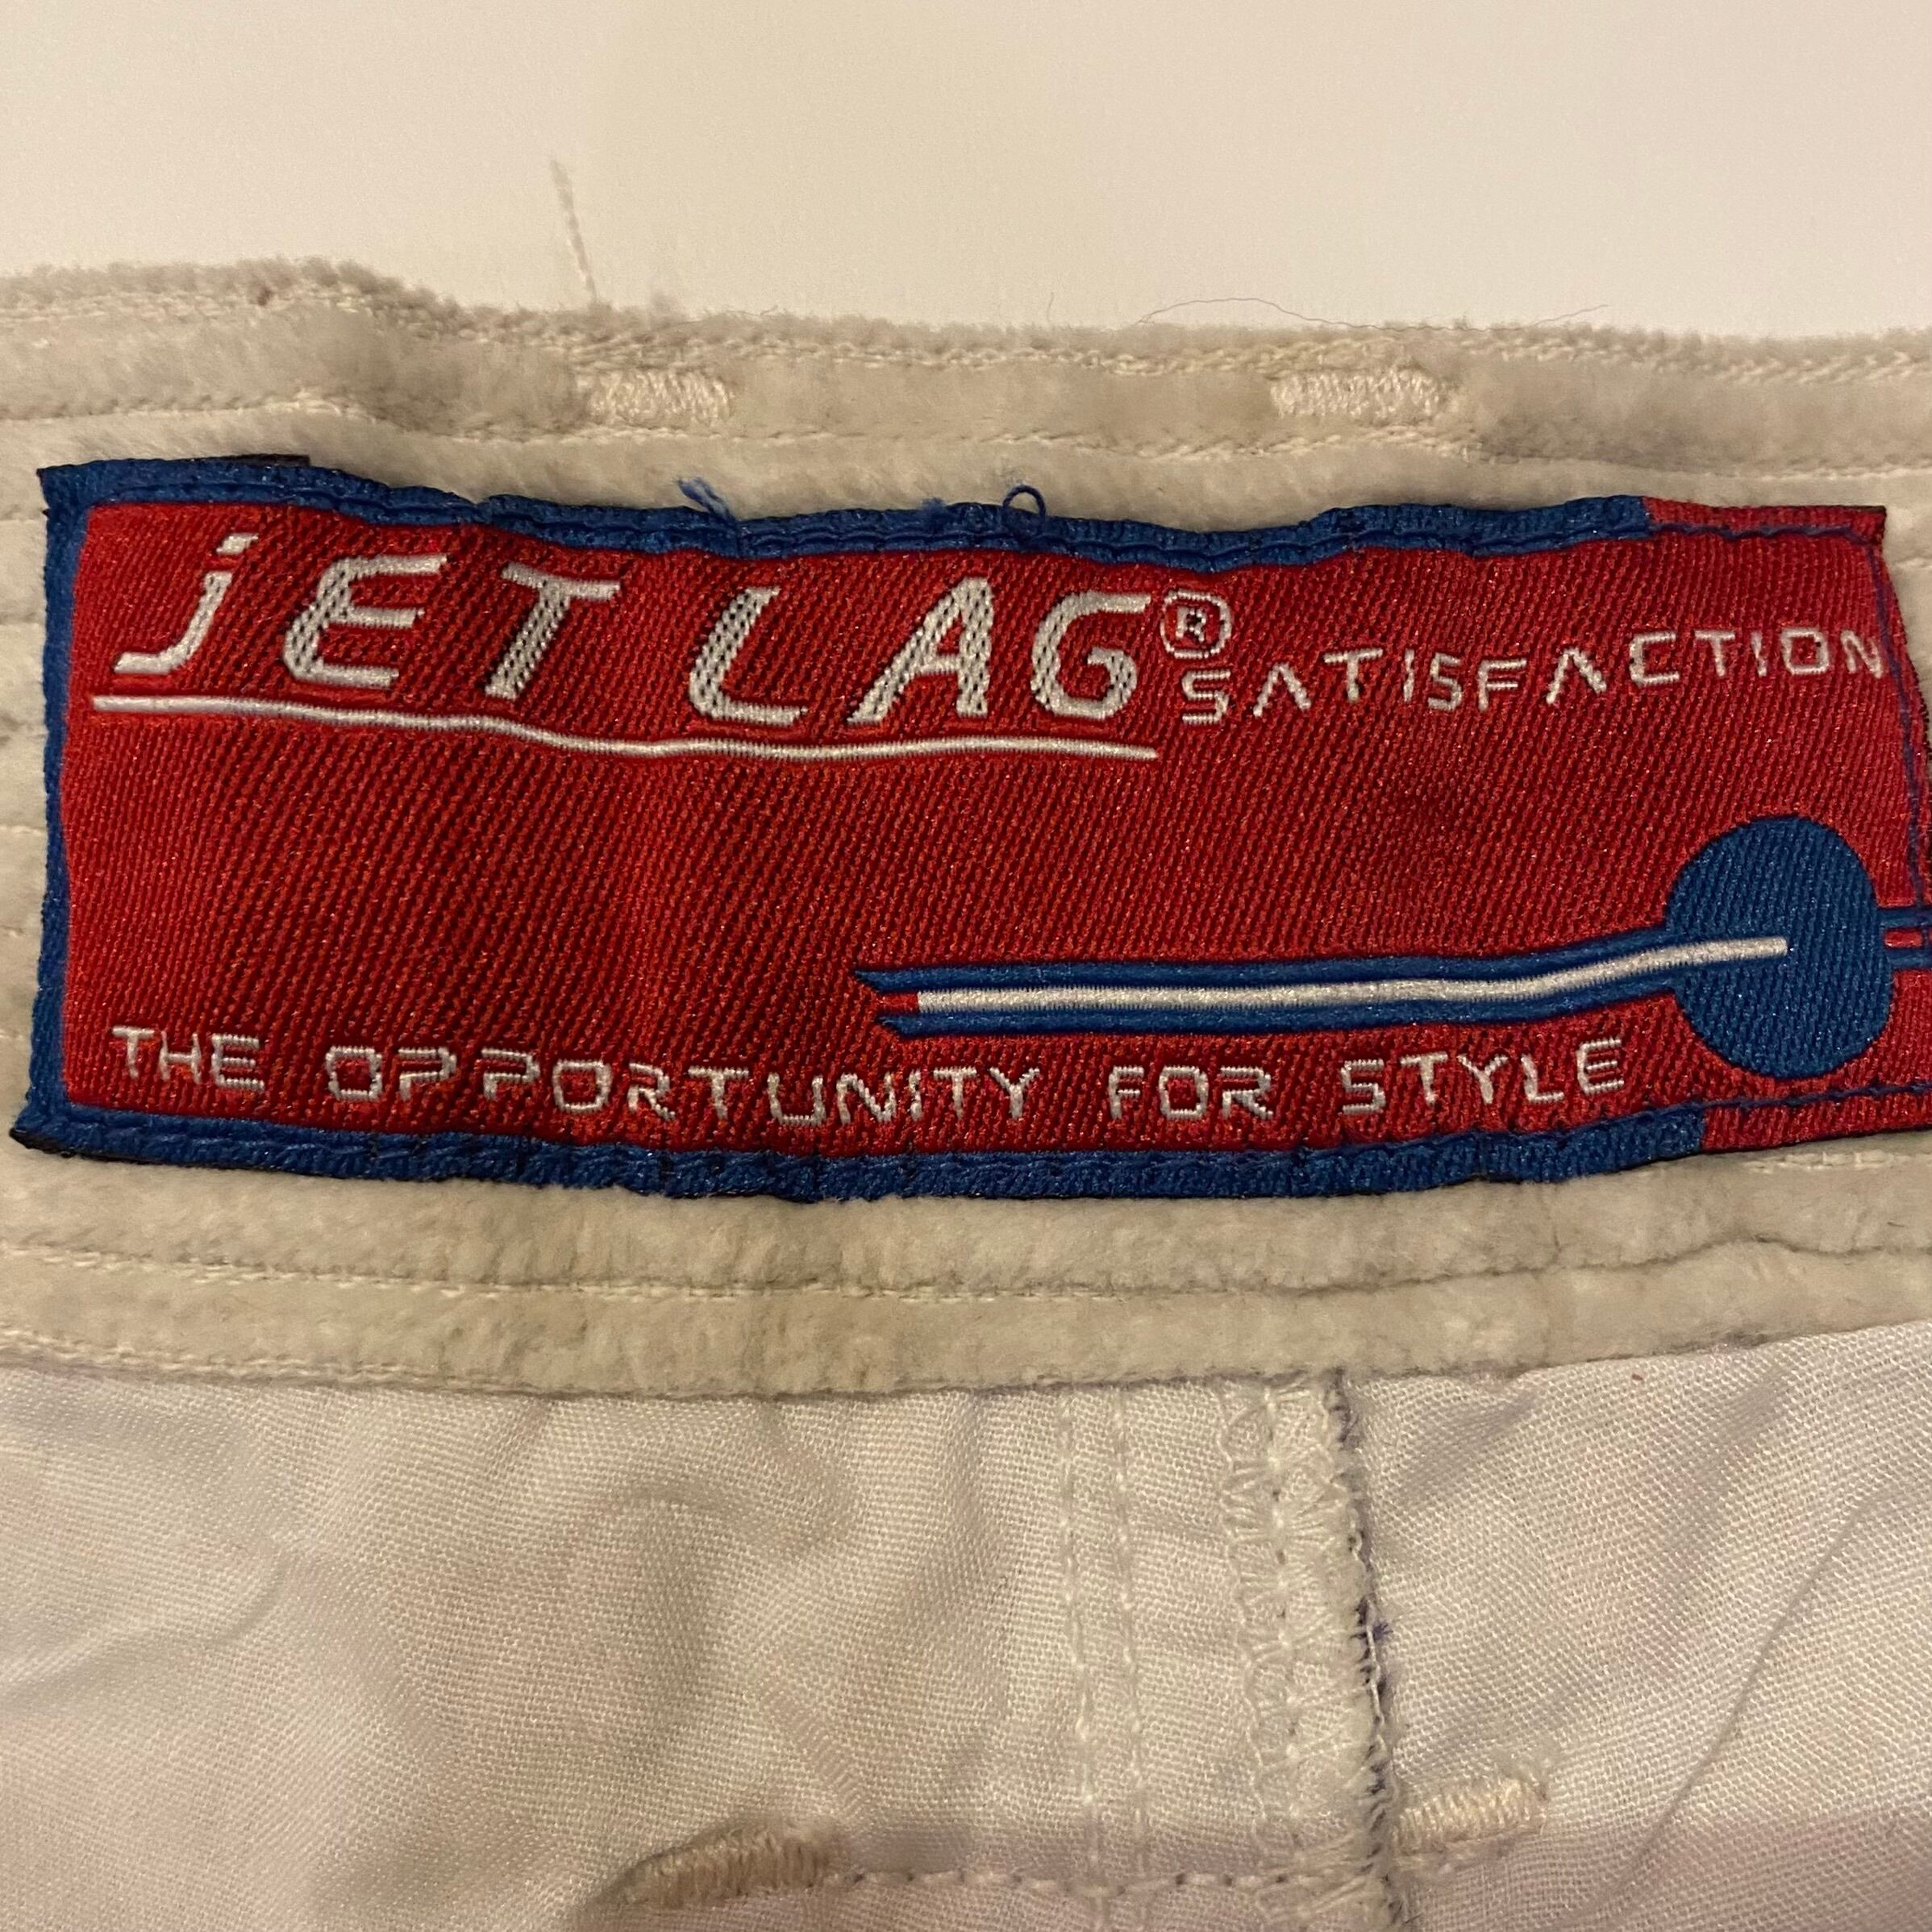 jET LAG® SATISFACTION
THE OPPORTUNITY FOR STYLE